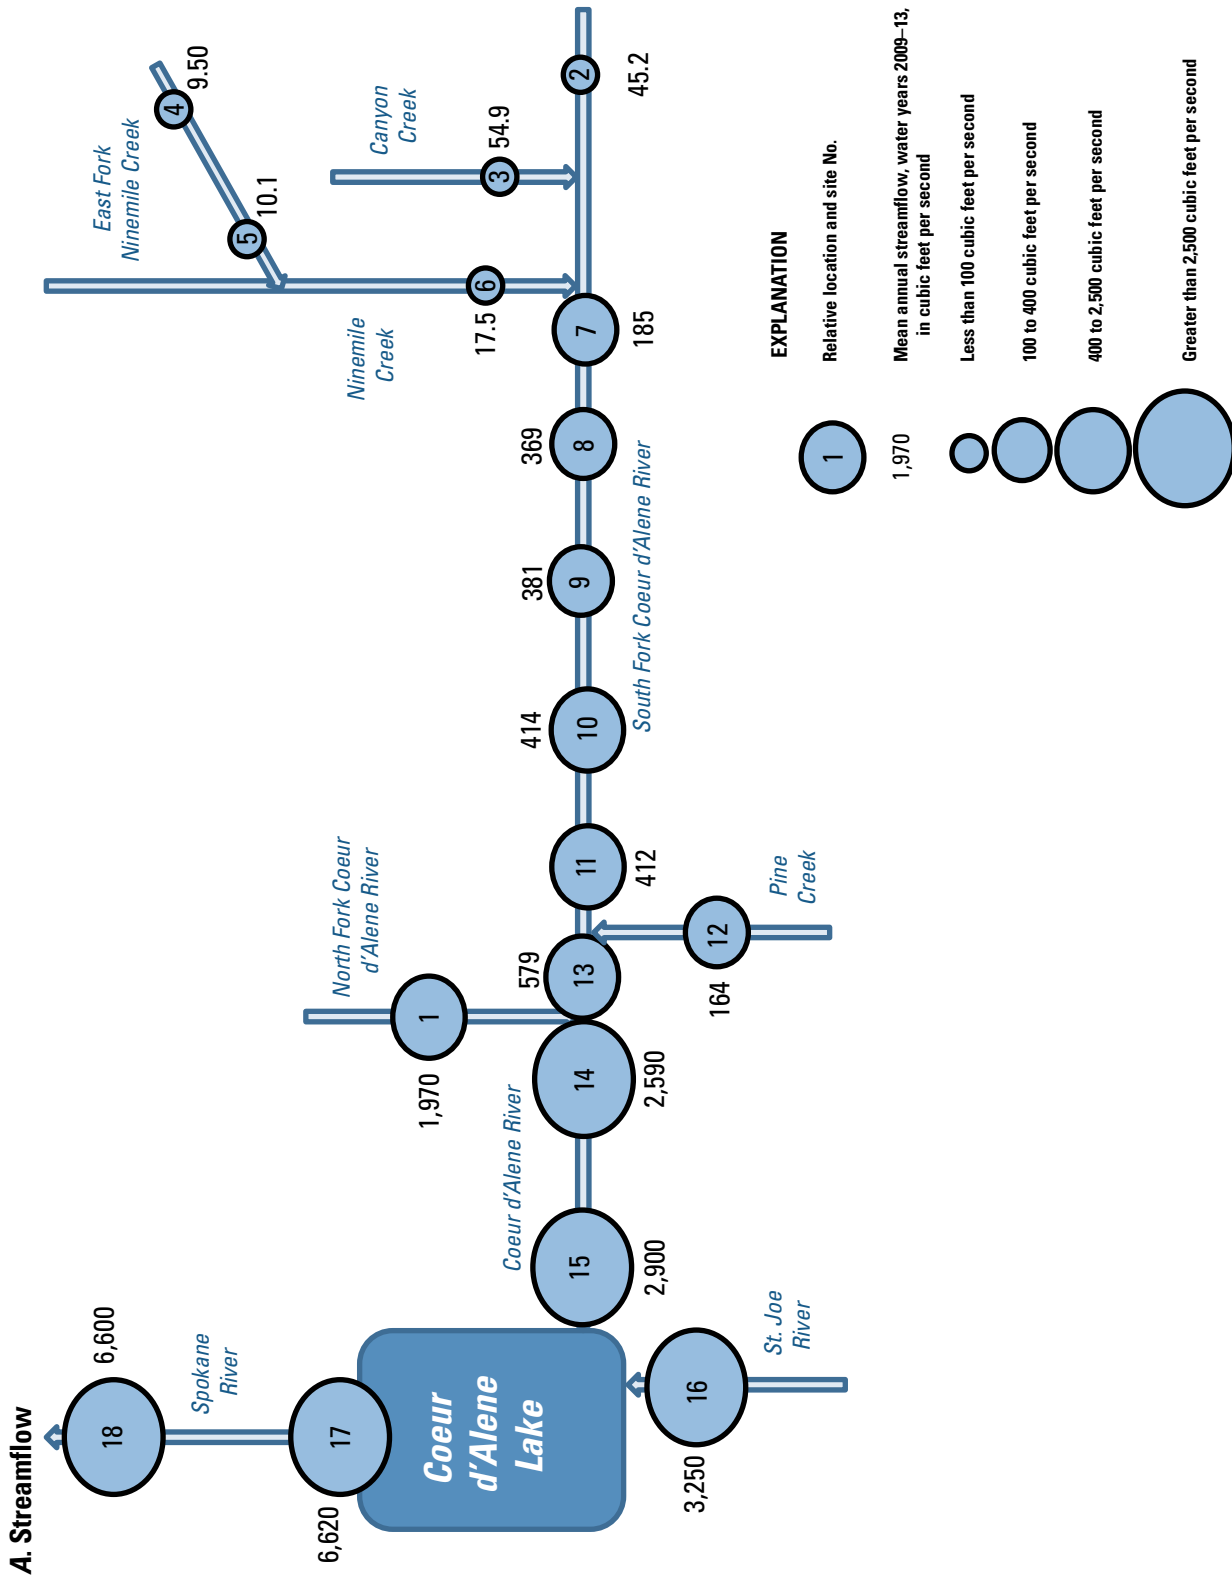 A. Streamflow
18
6,600
Spokane
River
17
6,620
Coeur
d'Alene
Lake
16
3,250
St. Joe
River
15
2,900
Coeur d'Alene River
14
2,590
North Fork Coeur
d'Alene River
1
1,970
13
579
12
164
Pine
Creek
11
412
10
414
South Fork Coeur d'Alene River
9
381
8
369
7
185
Ninemile
Creek
6
17.5
East Fork
Ninemile Creek
5
10.1
4
9.50
Canyon
Creek
3
54.9
2
45.2
EXPLANATION
1
Relative location and site No.
1,970
Mean annual streamflow, water years 2009–13,
in cubic feet per second
Less than 100 cubic feet per second
100 to 400 cubic feet per second
400 to 2,500 cubic feet per second
Greater than 2,500 cubic feet per second